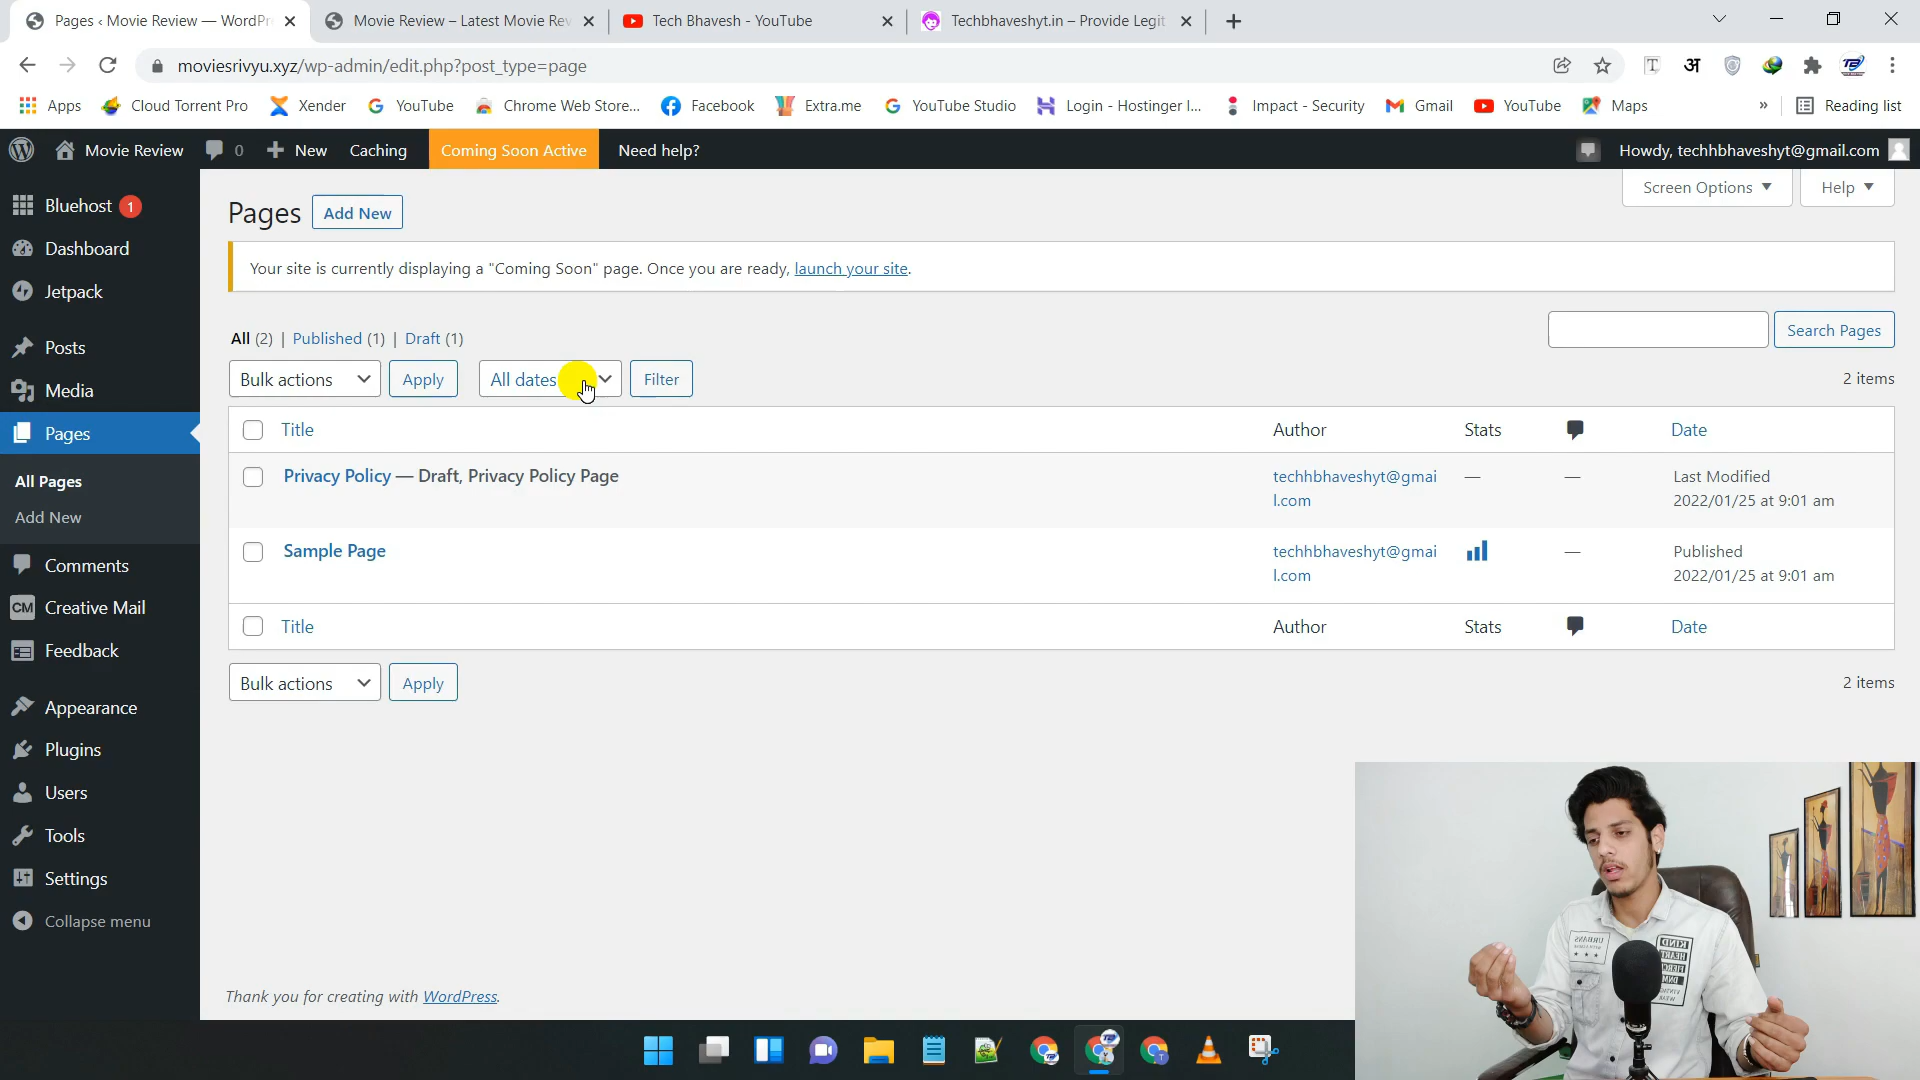 Pages ‹ Movie Review — WordPr
Movie Review – Latest Movie Rev
Tech Bhavesh - YouTube
Techbhaveshyt.in – Provide Legit
moviesrivyu.xyz/wp-admin/edit.php?post_type=page
Apps
Cloud Torrent Pro
Xender
YouTube
Chrome Web Store...
Facebook
Extra.me
YouTube Studio
Login - Hostinger I...
Impact - Security
Gmail
YouTube
Maps
»
Reading list
Movie Review
0
New
Caching
Coming Soon Active
Need help?
Howdy, techhbhaveshyt@gmail.com
Bluehost 1
Dashboard
Jetpack
Posts
Media
Pages
All Pages
Add New
Comments
CM Creative Mail
Feedback
Appearance
Plugins
Users
Tools
Settings
Collapse menu
Screen Options
Help
Pages
Add New
Your site is currently displaying a "Coming Soon" page. Once you are ready, launch your site.
All (2) | Published (1) | Draft (1)
Search Pages
Bulk actions
Apply
All dates
Filter
2 items
Title
Author
Stats
Date
Privacy Policy — Draft, Privacy Policy Page
techhbhaveshyt@gmai
l.com
—
—
Last Modified
2022/01/25 at 9:01 am
Sample Page
techhbhaveshyt@gmai
l.com
—
Published
2022/01/25 at 9:01 am
Title
Author
Stats
Date
Bulk actions
Apply
2 items
Thank you for creating with WordPress.